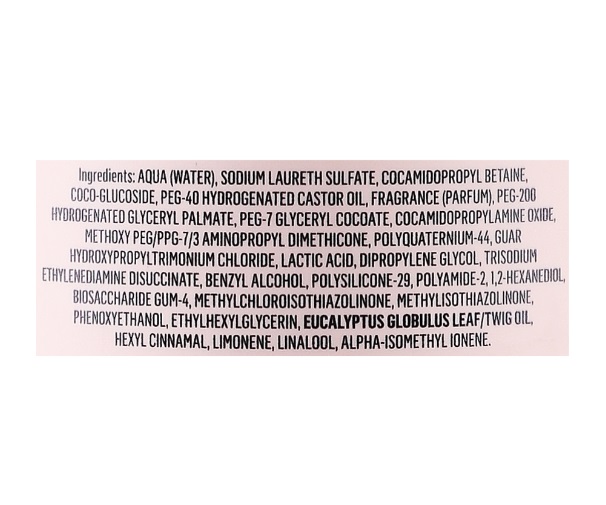 Ingredients: AQUA (WATER), SODIUM LAURETH SULFATE, COCAMIDOPROPYL BETAINE,
COCO-GLUCOSIDE, PEG-40 HYDROGENATED CASTOR OIL, FRAGRANCE (PARFUM), PEG-200
HYDROGENATED GLYCERYL PALMATE, PEG-7 GLYCERYL COCOATE, COCAMIDOPROPYLAMINE OXIDE,
METHOXY PEG/PPG-7/3 AMINOPROPYL DIMETHICONE, POLYQUATERNIUM-44, GUAR
HYDROXYPROPYLTRIMONIUM CHLORIDE, LACTIC ACID, DIPROPYLENE GLYCOL, TRISODIUM
ETHYLENEDIAMINE DISUCCINATE, BENZYL ALCOHOL, POLYSILICONE-29, POLYAMIDE-2, 1,2-HEXANEDIOL,
BIOSACCHARIDE GUM-4, METHYLCHLOROISOTHIAZOLINONE, METHYLISOTHIAZOLINONE,
PHENOXYETHANOL, ETHYLHEXYLGLYCERIN, EUCALYPTUS GLOBULUS LEAF/TWIG OIL,
HEXYL CINNAMAL, LIMONENE, LINALOOL, ALPHA-ISOMETHYL IONENE.